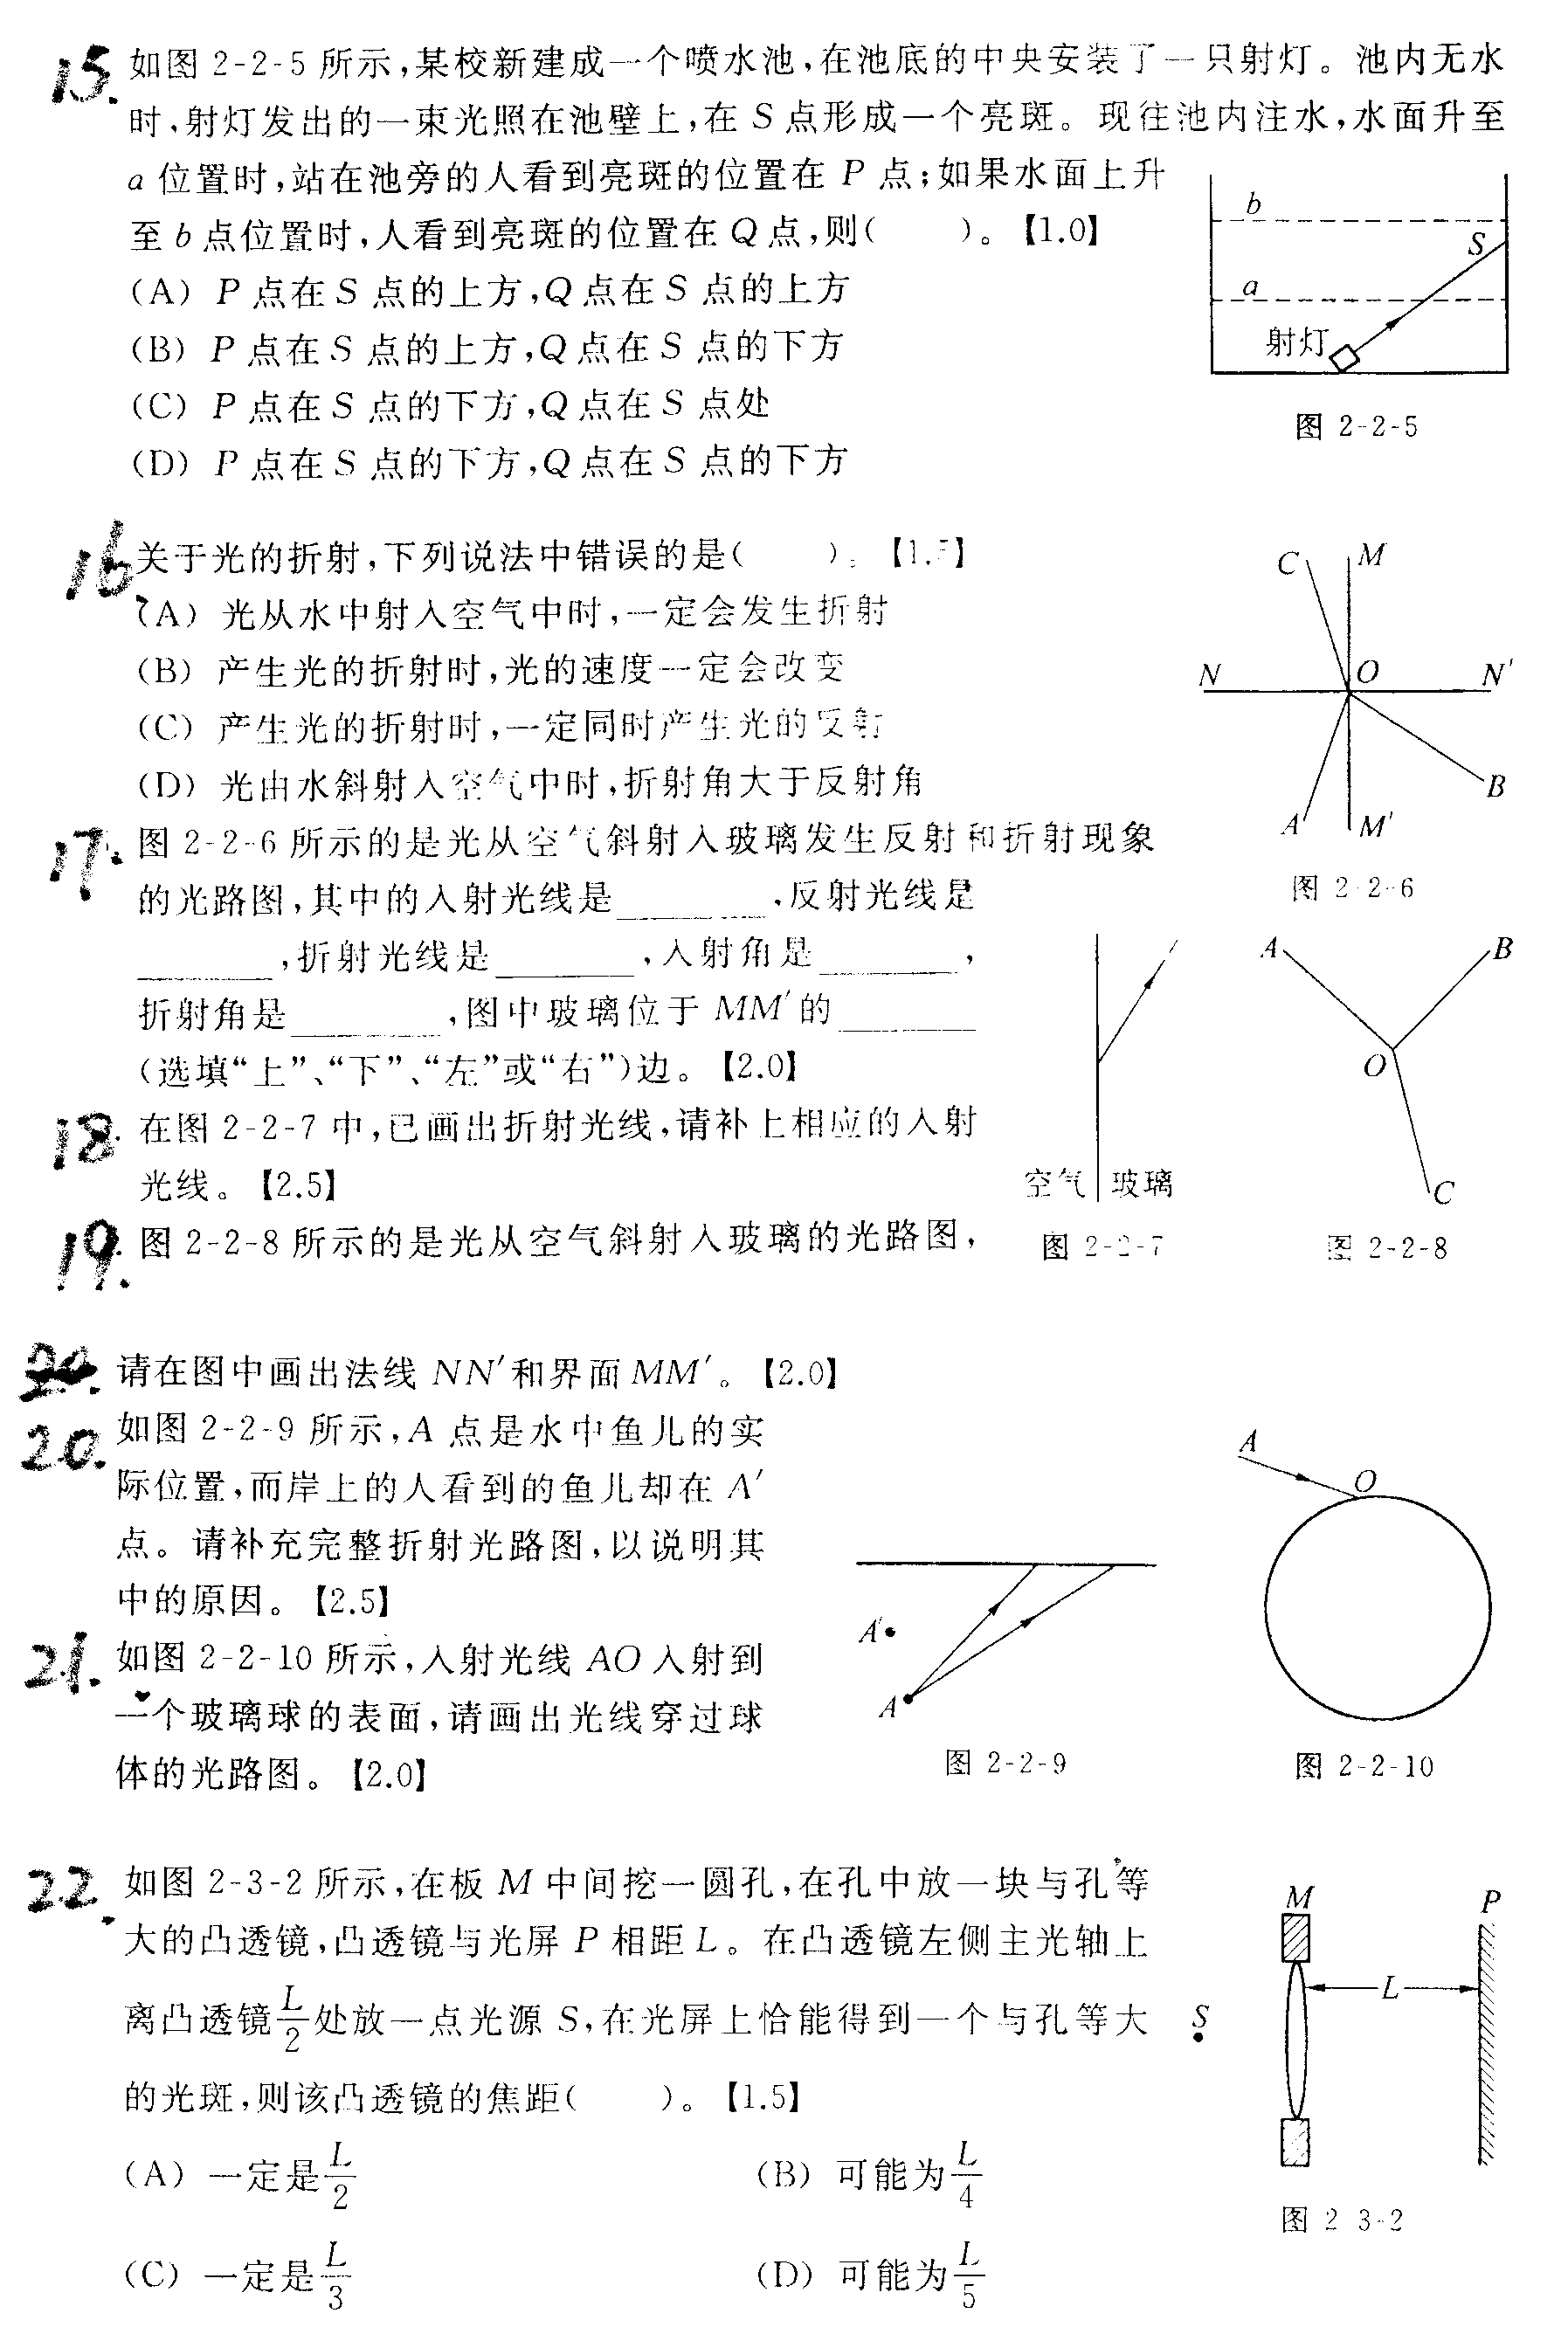 15. 如图 2-2-5 所示,某校新建成一个喷水池,在池底的中央安装了一只射灯。池内无水
时,射灯发出的一束光照在池壁上,在 S 点形成一个亮斑。现往池内注水,水面升至
a 位置时,站在池旁的人看到亮斑的位置在 P 点;如果水面上升
至 b 点位置时,人看到亮斑的位置在 Q 点,则(　　)。【1.0】
(A) P 点在 S 点的上方,Q 点在 S 点的上方
(B) P 点在 S 点的上方,Q 点在 S 点的下方
(C) P 点在 S 点的下方,Q 点在 S 点处
(D) P 点在 S 点的下方,Q 点在 S 点的下方
b
S
a
射灯
图 2-2-5
16. 关于光的折射,下列说法中错误的是(　　)。【1.5】
(A) 光从水中射入空气中时,一定会发生折射
(B) 产生光的折射时,光的速度一定会改变
(C) 产生光的折射时,一定同时产生光的反射
(D) 光由水斜射入空气中时,折射角大于反射角
C M
N O N′
B
A M′
图 2-2-6
17. 图 2-2-6 所示的是光从空气斜射入玻璃发生反射和折射现象
的光路图,其中的入射光线是________,反射光线是
________,折射光线是________,入射角是________,
折射角是________,图中玻璃位于 MM′的________
(选填“上”、“下”、“左”或“右”)边。【2.0】
18. 在图 2-2-7 中,已画出折射光线,请补上相应的入射
光线。【2.5】
空气 玻璃
图 2-2-7
A B
O
C
图 2-2-8
19. 图 2-2-8 所示的是光从空气斜射入玻璃的光路图,
请在图中画出法线 NN′和界面 MM′。【2.0】
20. 如图 2-2-9 所示,A 点是水中鱼儿的实
际位置,而岸上的人看到的鱼儿却在 A′
点。请补充完整折射光路图,以说明其
中的原因。【2.5】
A′
A
图 2-2-9
A
O
图 2-2-10
21. 如图 2-2-10 所示,入射光线 AO 入射到
一个玻璃球的表面,请画出光线穿过球
体的光路图。【2.0】
22. 如图 2-3-2 所示,在板 M 中间挖一圆孔,在孔中放一块与孔等
大的凸透镜,凸透镜与光屏 P 相距 L。在凸透镜左侧主光轴上
离凸透镜L/2处放一点光源 S,在光屏上恰能得到一个与孔等大
的光斑,则该凸透镜的焦距(　　)。【1.5】
(A) 一定是L/2 (B) 可能为L/4
(C) 一定是L/3 (D) 可能为L/5
M P
L
S
图 2-3-2